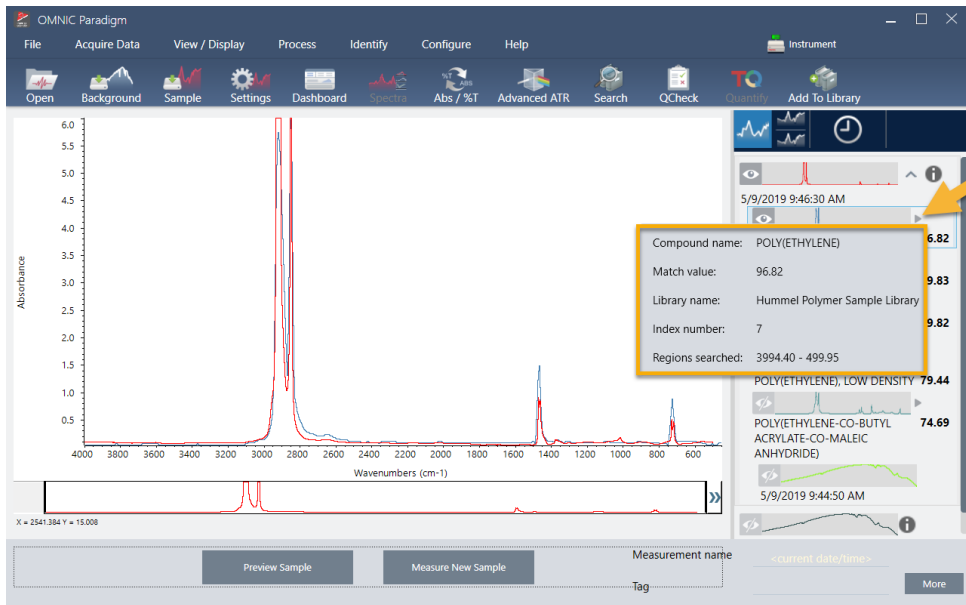 OMNIC Paradigm
File Acquire Data View / Display Process Identify Configure Help Instrument
Open Background Sample Settings Dashboard Spectra %T ABS Abs / %T Advanced ATR Search QCheck TQ Quantify Add To Library
6.0
5.5
5.0
4.5
4.0
3.5
3.0
2.5
2.0
1.5
1.0
0.5
Absorbance
4000 3800 3600 3400 3200 3000 2800 2600 2400 2200 2000 1800 1600 1400 1200 1000 800 600
Wavenumbers (cm-1)
X = 2541.384 Y = 15.008
5/9/2019 9:46:30 AM
6.82
9.83
9.82
Compound name: POLY(ETHYLENE)
Match value: 96.82
Library name: Hummel Polymer Sample Library
Index number: 7
Regions searched: 3994.40 - 499.95
POLY(ETHYLENE), LOW DENSITY 79.44
POLY(ETHYLENE-CO-BUTYL 74.69
ACRYLATE-CO-MALEIC
ANHYDRIDE)
5/9/2019 9:44:50 AM
Preview Sample Measure New Sample
Measurement name <current date/time>
Tag
More